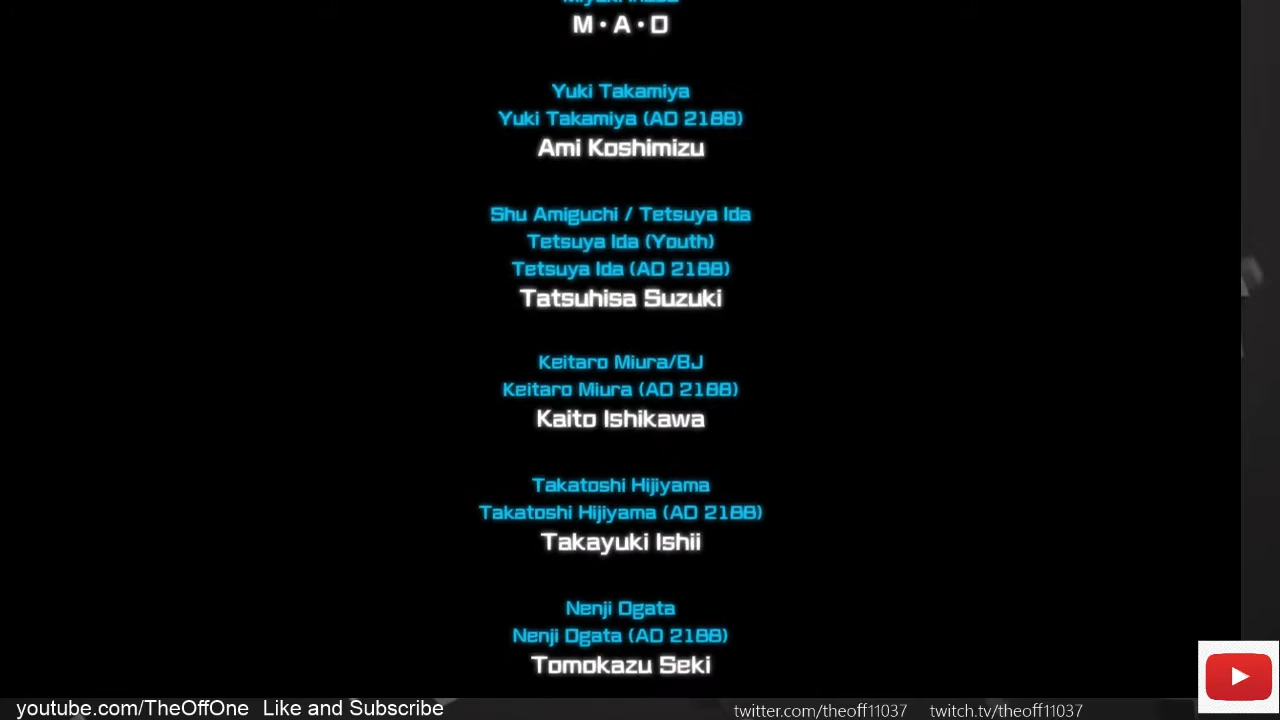 M•A•O
Yuki Takamiya
Yuki Takamiya (AD 2188)
Ami Koshimizu
Shu Amiguchi / Tetsuya Ida
Tetsuya Ida (Youth)
Tetsuya Ida (AD 2188)
Tatsuhisa Suzuki
Keitaro Miura/BJ
Keitaro Miura (AD 2188)
Kaito Ishikawa
Takatoshi Hijiyama
Takatoshi Hijiyama (AD 2188)
Takayuki Ishii
Nenji Ogata
Nenji Ogata (AD 2188)
Tomokazu Seki
youtube.com/TheOffOne Like and Subscribe
twitter.com/theoff11037 twitch.tv/theoff11037